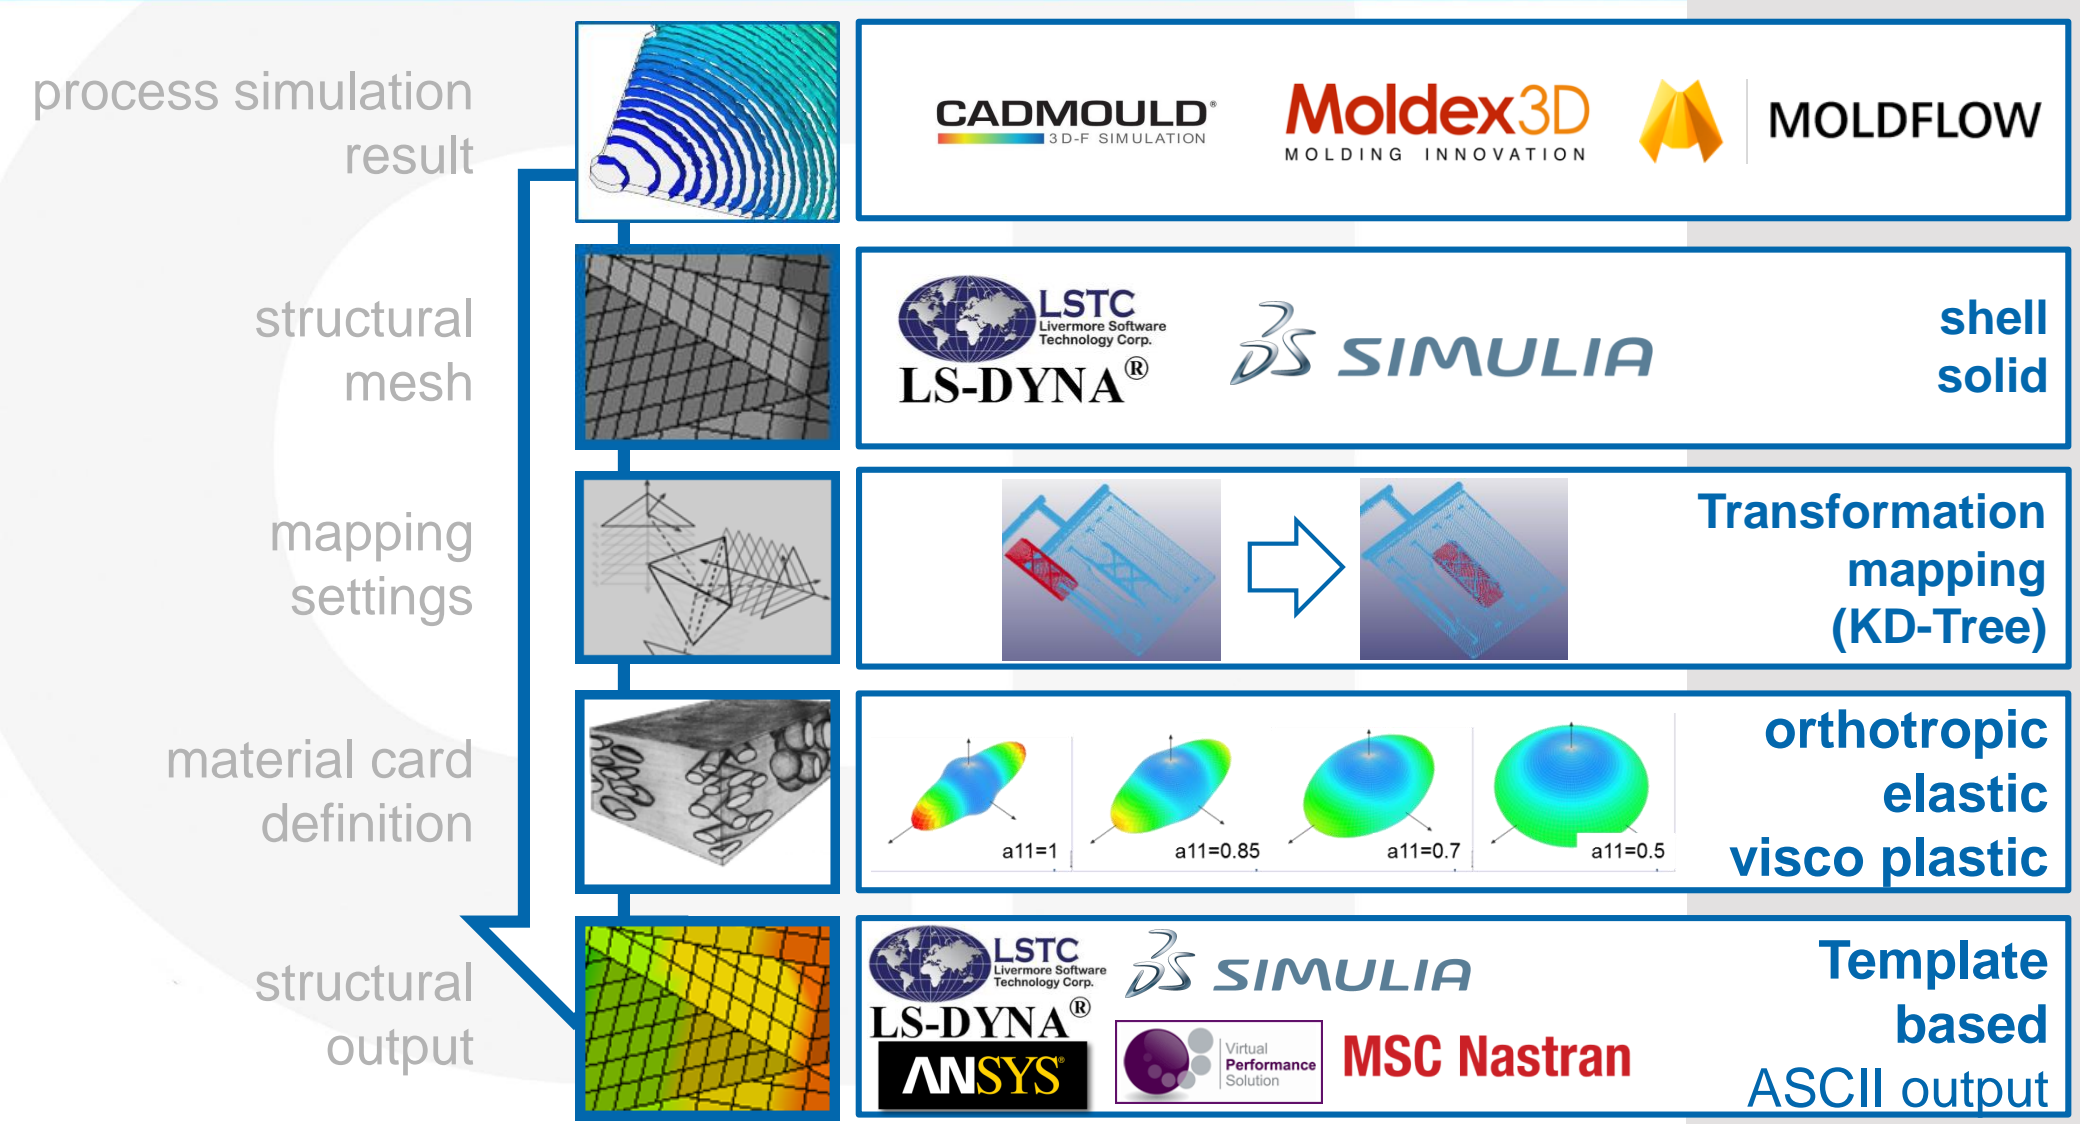 process simulation
result
CADMOULD®
3D-F SIMULATION
Moldex3D
MOLDING INNOVATION
MOLDFLOW
structural
mesh
LSTC
Livermore Software
Technology Corp.
LS-DYNA®
3S SIMULIA
shell
solid
mapping
settings
Transformation
mapping
(KD-Tree)
material card
definition
a11=1
a11=0.85
a11=0.7
a11=0.5
orthotropic
elastic
visco plastic
structural
output
LSTC
Livermore Software
Technology Corp.
LS-DYNA®
ANSYS®
3S SIMULIA
Virtual
Performance
Solution
MSC Nastran
Template
based
ASCII output